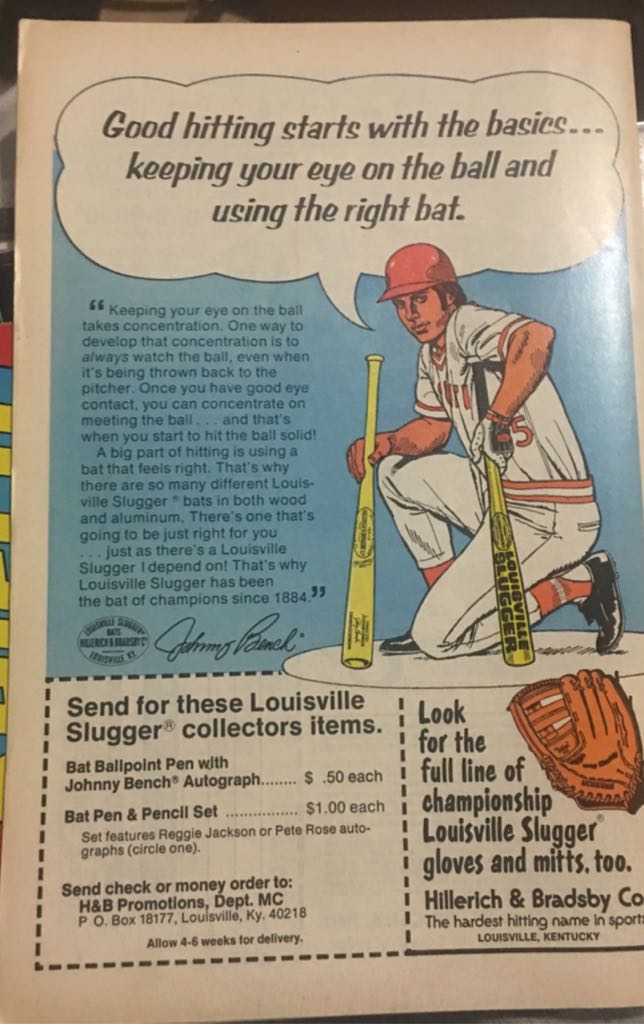 Good hitting starts with the basics...
keeping your eye on the ball and
using the right bat.
“ Keeping your eye on the ball
takes concentration. One way to
develop that concentration is to
always watch the ball, even when
it's being thrown back to the
pitcher. Once you have good eye
contact, you can concentrate on
meeting the ball . . . and that's
when you start to hit the ball solid!
A big part of hitting is using a
bat that feels right. That's why
there are so many different Louis-
ville Slugger ® bats in both wood
and aluminum. There's one that's
going to be just right for you
. . . just as there's a Louisville
Slugger I depend on! That's why
Louisville Slugger has been
the bat of champions since 1884.”
LOUISVILLE SLUGGER
BATS
HILLERICH & BRADSBY Co
LOUISVILLE, KY.
Johnny Bench®
5
LOUISVILLE
SLUGGER
Send for these Louisville
Slugger® collectors items.
Bat Ballpoint Pen with
Johnny Bench® Autograph........ $ .50 each
Bat Pen & Pencil Set ................ $1.00 each
Set features Reggie Jackson or Pete Rose auto-
graphs (circle one).
Send check or money order to:
H&B Promotions, Dept. MC
P O. Box 18177, Louisville, Ky. 40218
Allow 4-6 weeks for delivery.
Look
for the
full line of
championship
Louisville Slugger®
gloves and mitts, too.
Hillerich & Bradsby Co
The hardest hitting name in sports
LOUISVILLE, KENTUCKY